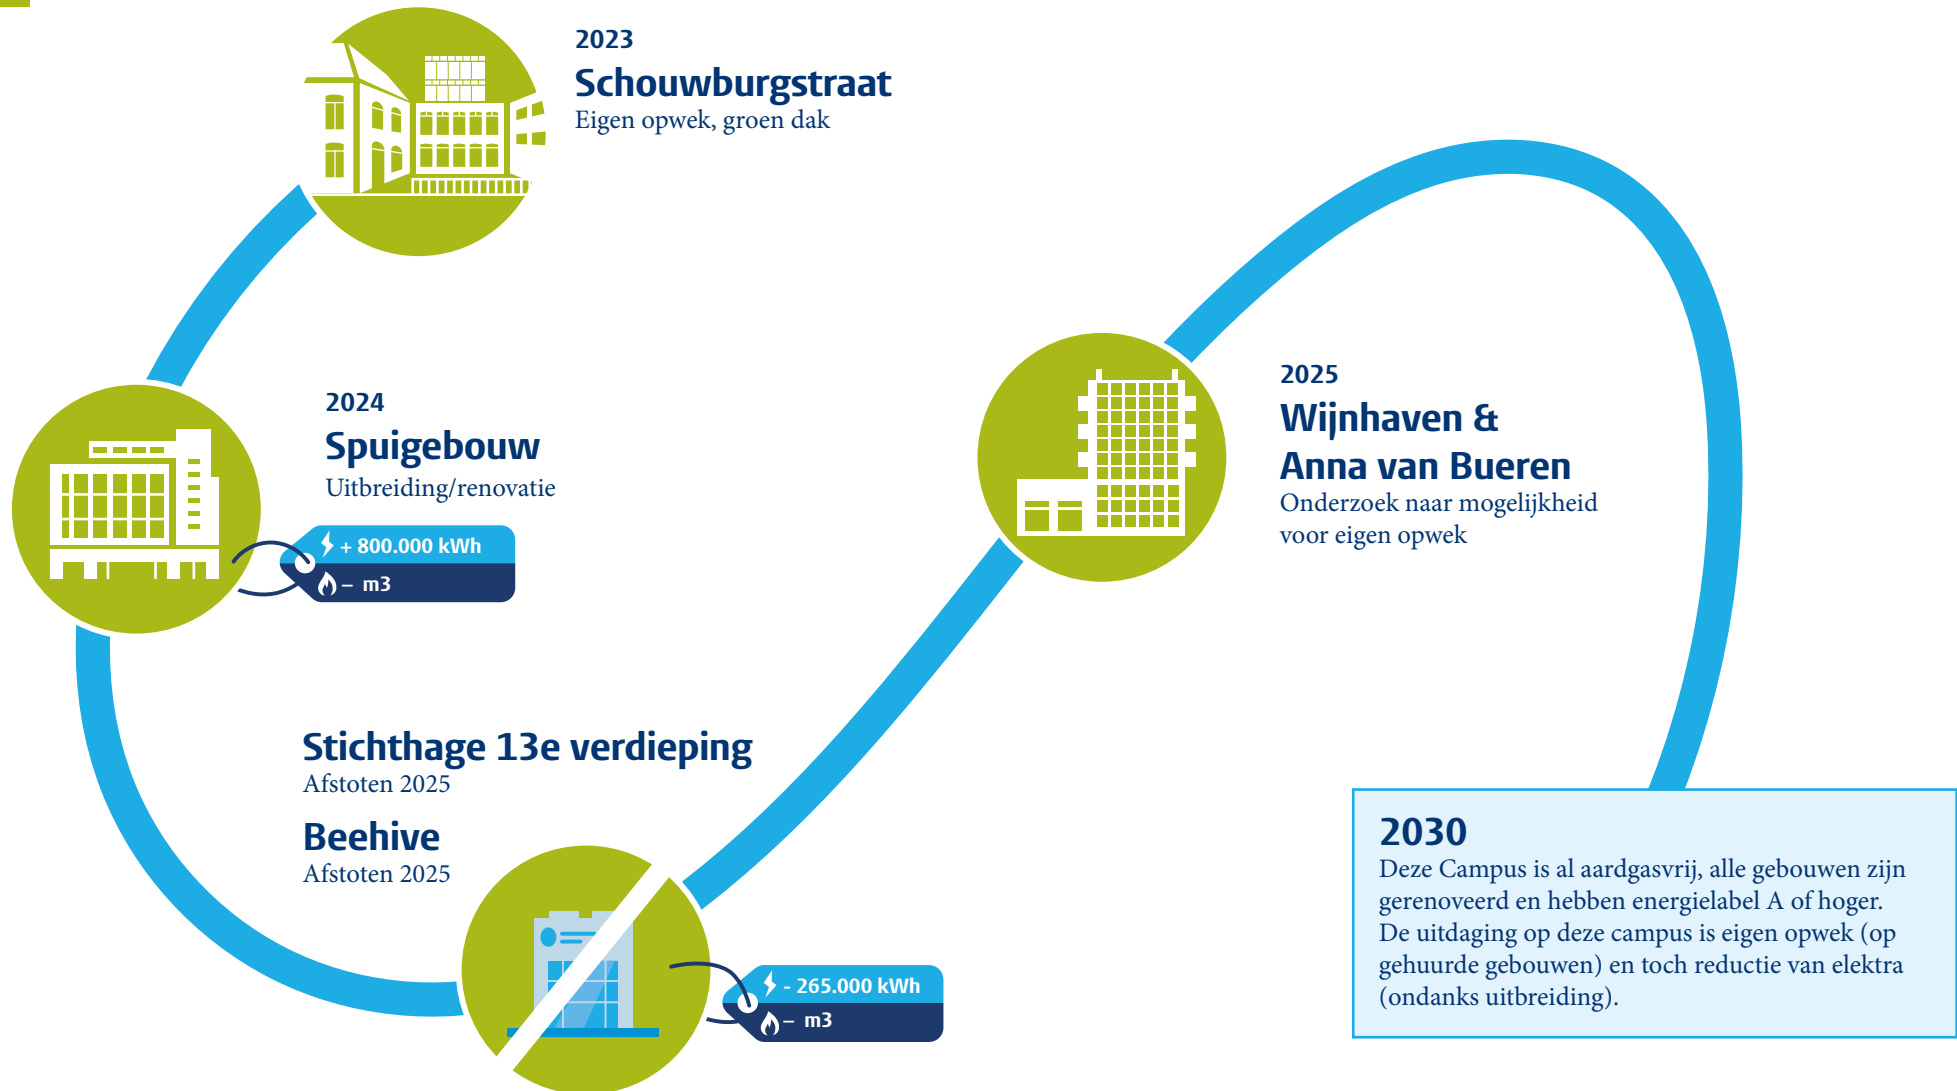 2023
Schouwburgstraat
Eigen opwek, groen dak
2024
Spuigebouw
Uitbreiding/renovatie
+ 800.000 kWh
– m3
Stichthage 13e verdieping
Afstoten 2025
Beehive
Afstoten 2025
- 265.000 kWh
– m3
2025
Wijnhaven &
Anna van Bueren
Onderzoek naar mogelijkheid
voor eigen opwek
2030
Deze Campus is al aardgasvrij, alle gebouwen zijn
gerenoveerd en hebben energielabel A of hoger.
De uitdaging op deze campus is eigen opwek (op
gehuurde gebouwen) en toch reductie van elektra
(ondanks uitbreiding).